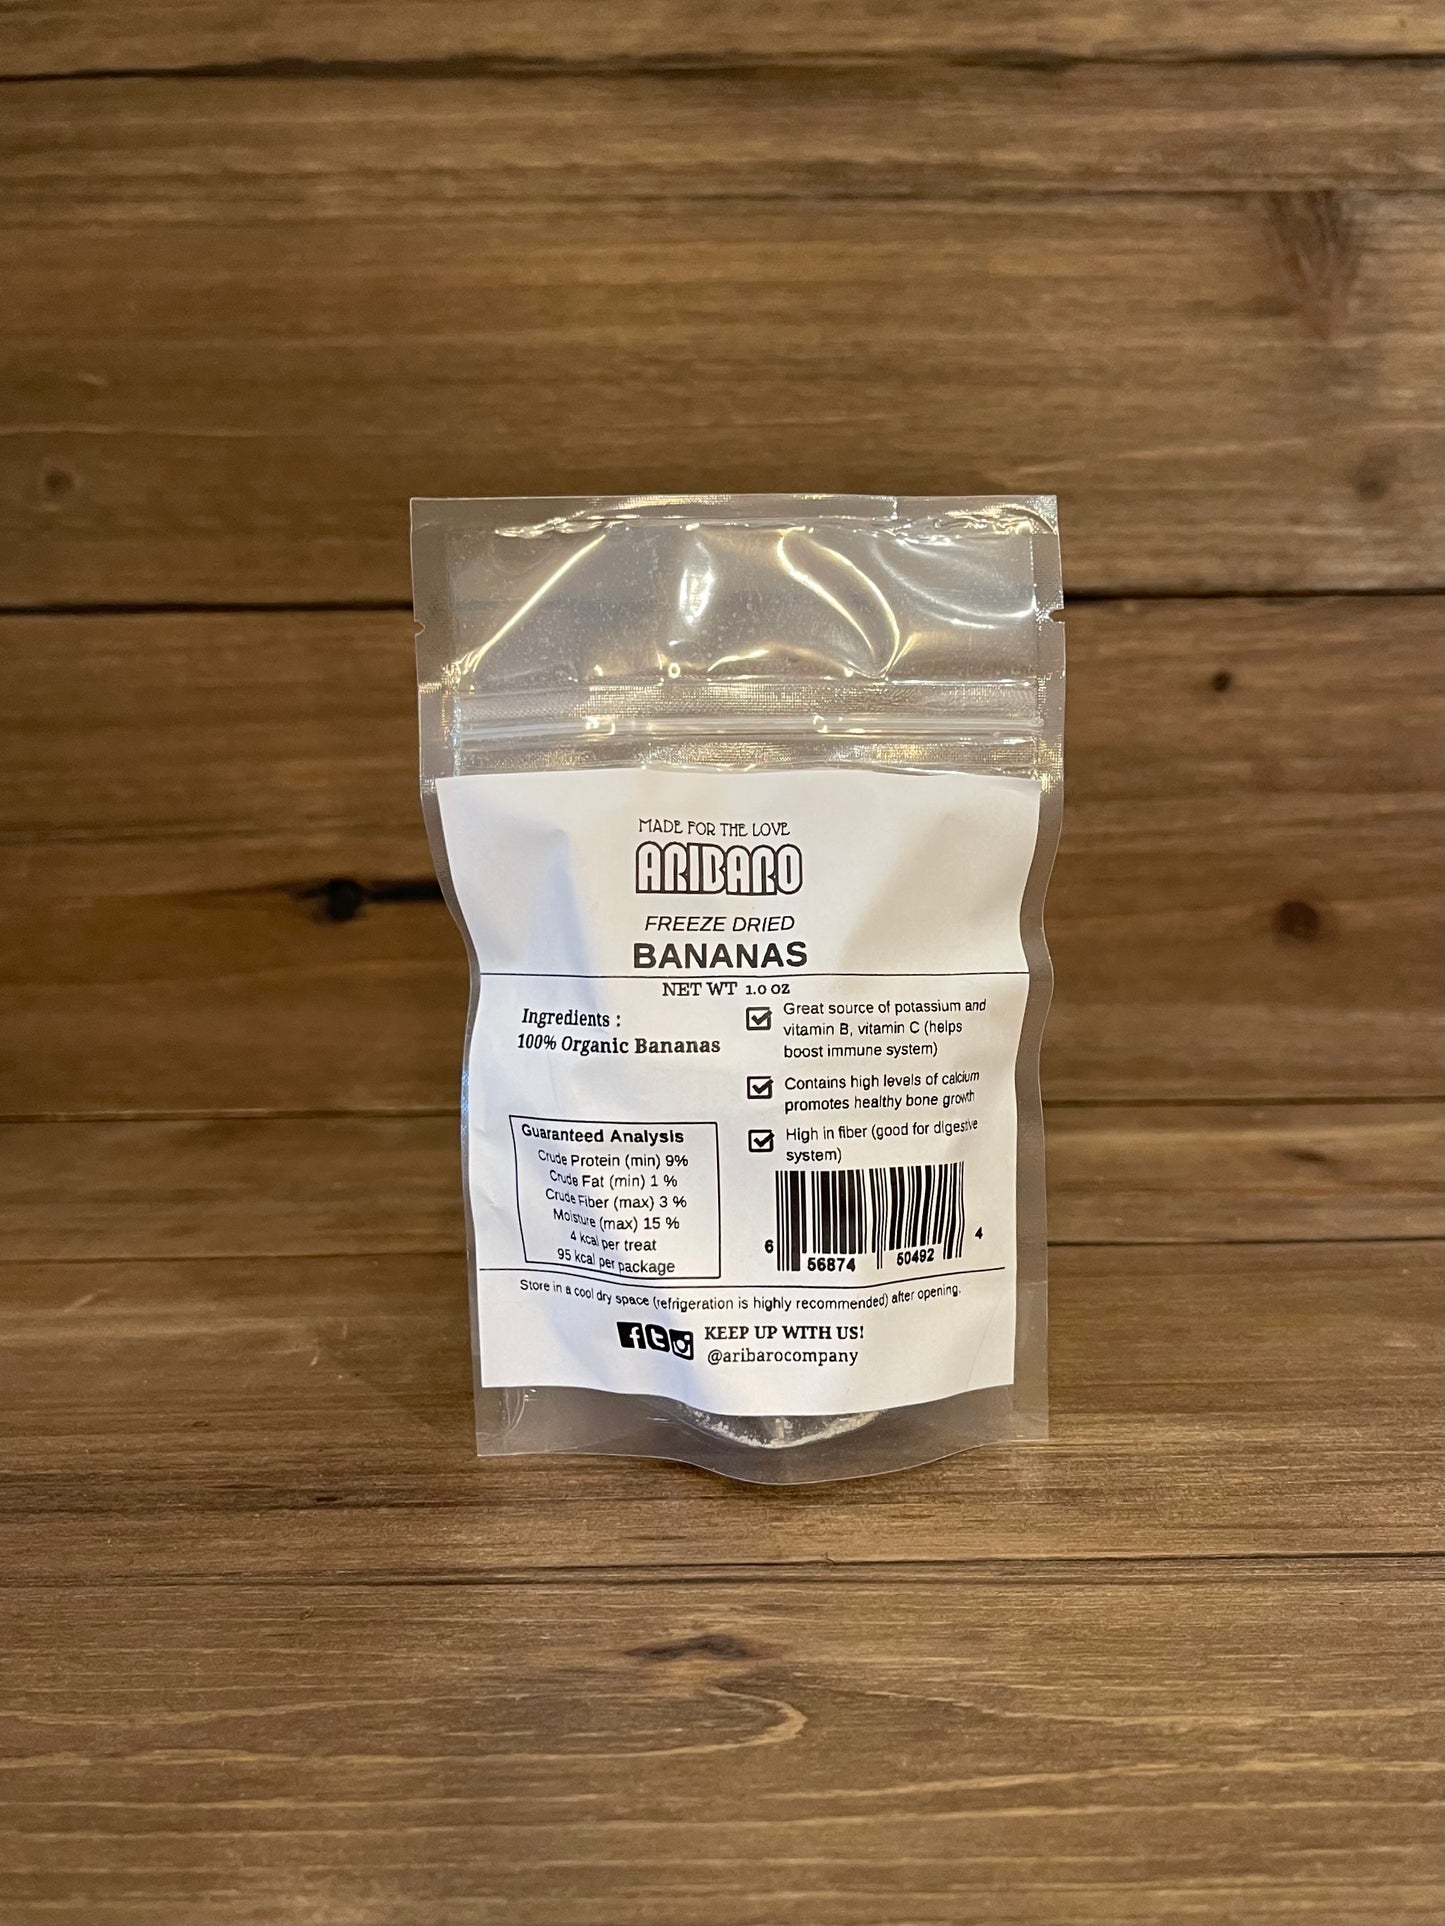 MADE FOR THE LOVE
ARIBARO
FREEZE DRIED
BANANAS
NET WT 1.0 OZ
Ingredients :
100% Organic Bananas
Great source of potassium and
vitamin B, vitamin C (helps
boost immune system)
Contains high levels of calcium
promotes healthy bone growth
High in fiber (good for digestive
system)
Guaranteed Analysis
Crude Protein (min) 9%
Crude Fat (min) 1 %
Crude Fiber (max) 3 %
Moisture (max) 15 %
4 kcal per treat
95 kcal per package
6 56874 50492 4
Store in a cool dry space (refrigeration is highly recommended) after opening.
KEEP UP WITH US!
@aribarocompany